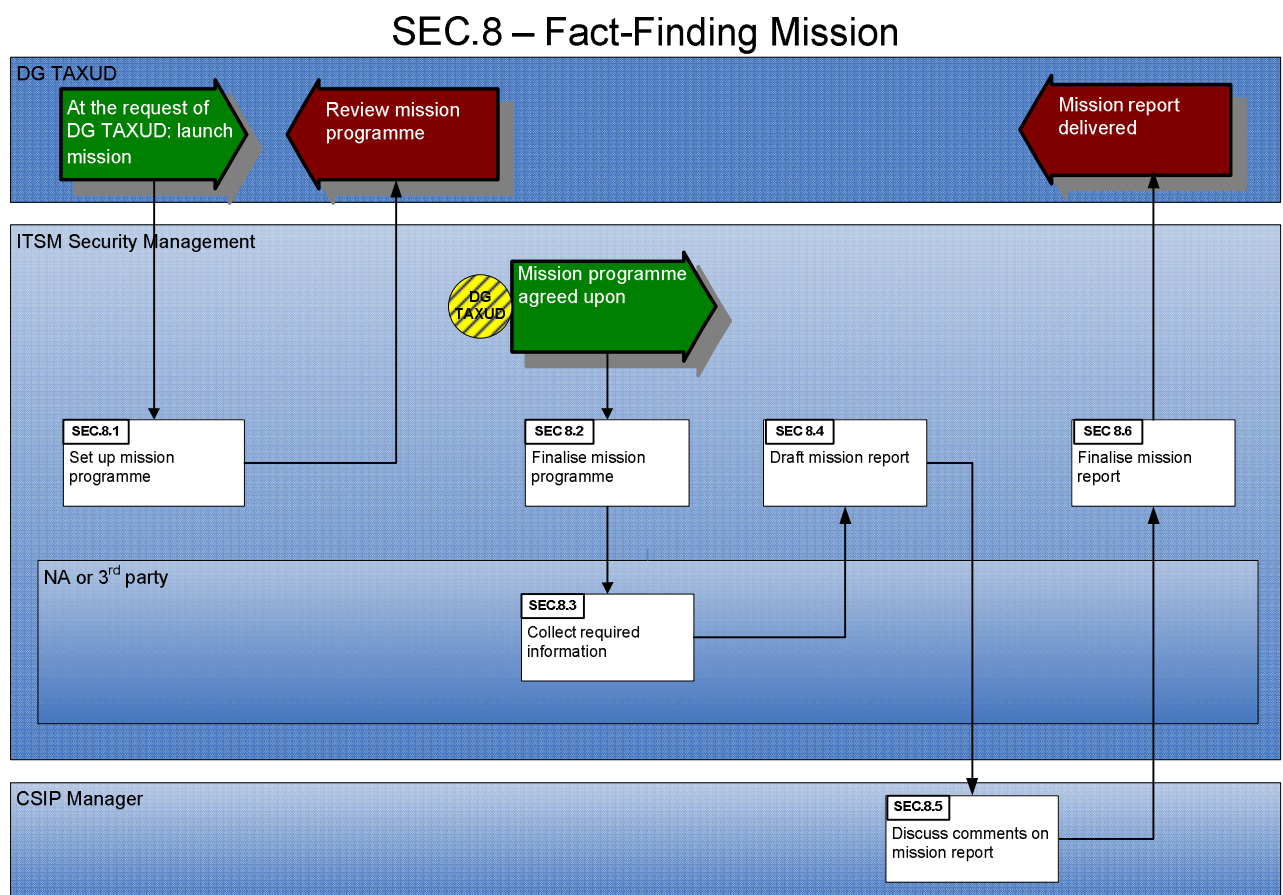 SEC.8 – Fact-Finding Mission
DG TAXUD
At the request of
DG TAXUD: launch
mission
Review mission
programme
Mission report
delivered
ITSM Security Management
DG
TAXUD
Mission programme
agreed upon
SEC.8.1
Set up mission
programme
SEC 8.2
Finalise mission
programme
SEC 8.4
Draft mission report
SEC 8.6
Finalise mission
report
NA or 3rd party
SEC.8.3
Collect required
information
CSIP Manager
SEC.8.5
Discuss comments on
mission report